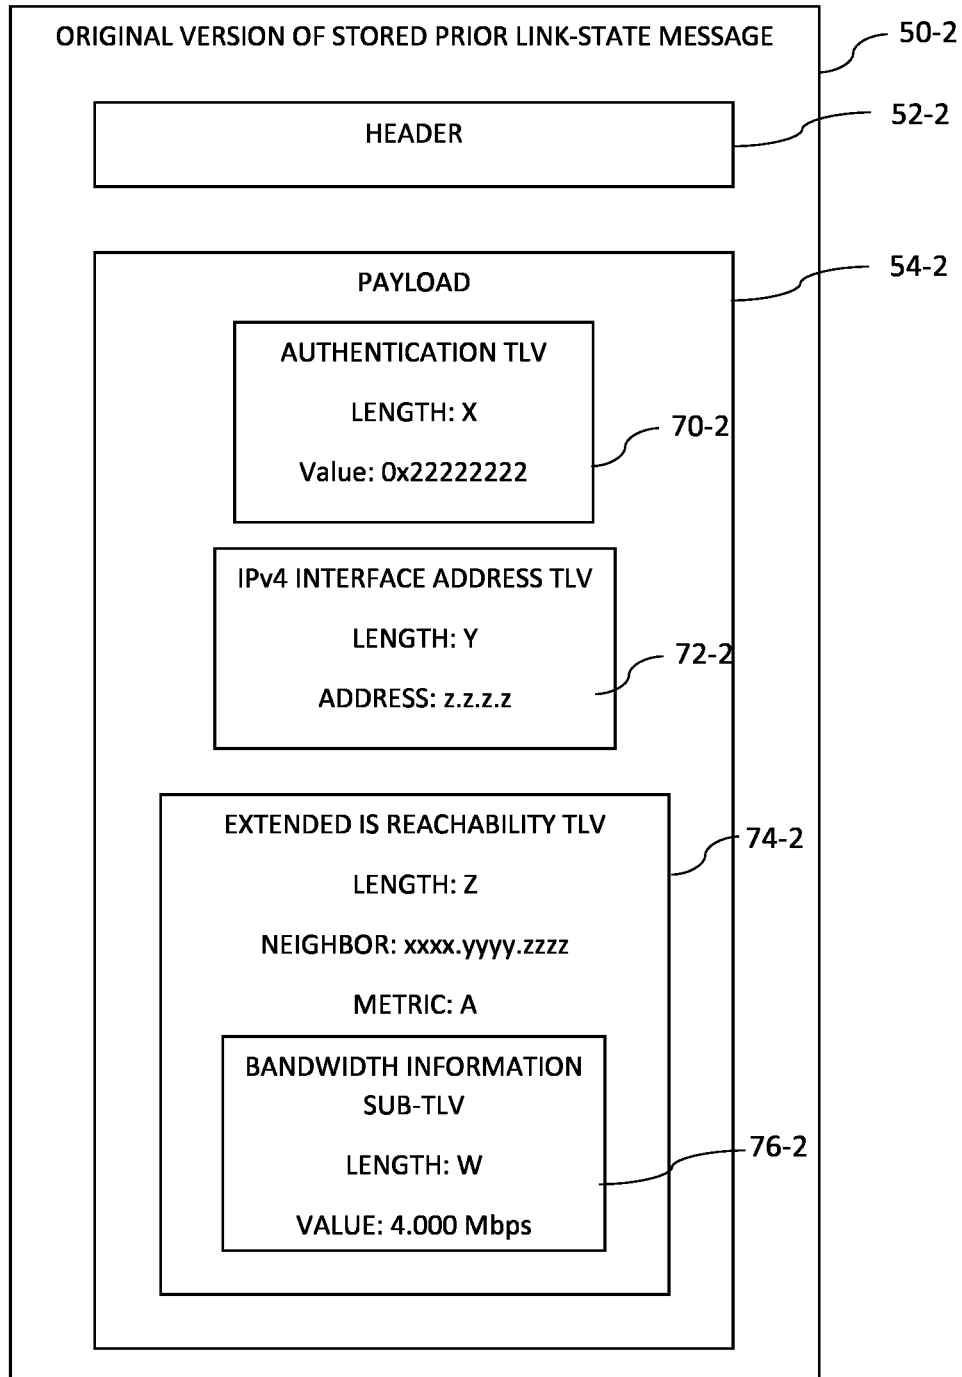 ORIGINAL VERSION OF STORED PRIOR LINK-STATE MESSAGE
50-2
HEADER
52-2
PAYLOAD
54-2
AUTHENTICATION TLV
LENGTH: X
Value: 0x22222222
70-2
IPv4 INTERFACE ADDRESS TLV
LENGTH: Y
ADDRESS: z.z.z.z
72-2
EXTENDED IS REACHABILITY TLV
LENGTH: Z
NEIGHBOR: xxxx.yyyy.zzzz
METRIC: A
74-2
BANDWIDTH INFORMATION
SUB-TLV
LENGTH: W
VALUE: 4.000 Mbps
76-2